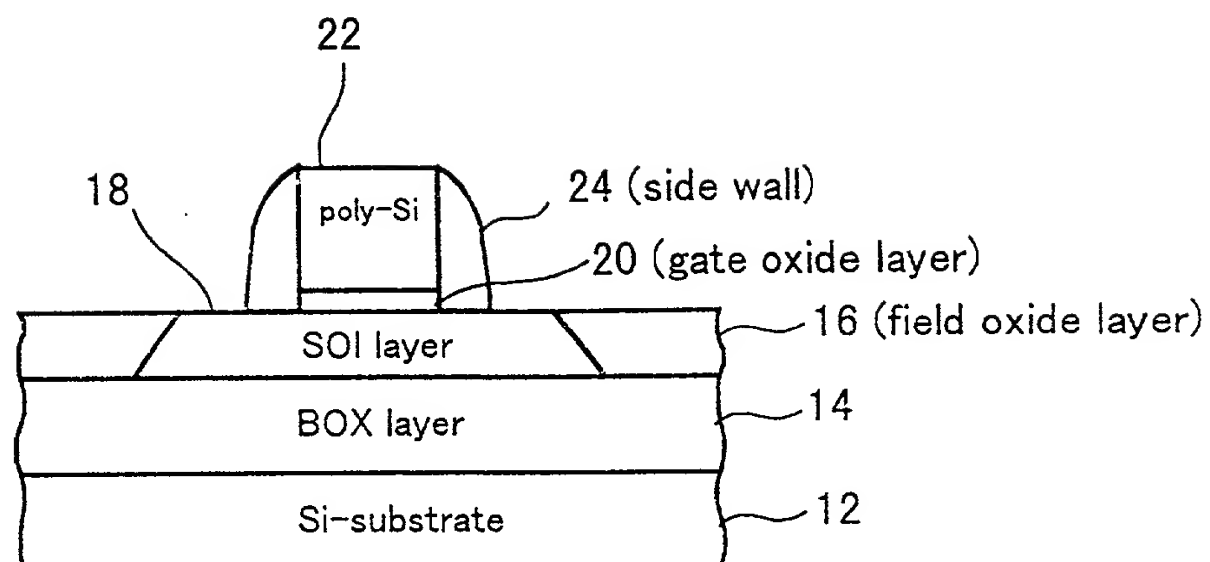 22
18
poly-Si
24 (side wall)
20 (gate oxide layer)
16 (field oxide layer)
SOI layer
BOX layer
14
Si-substrate
12